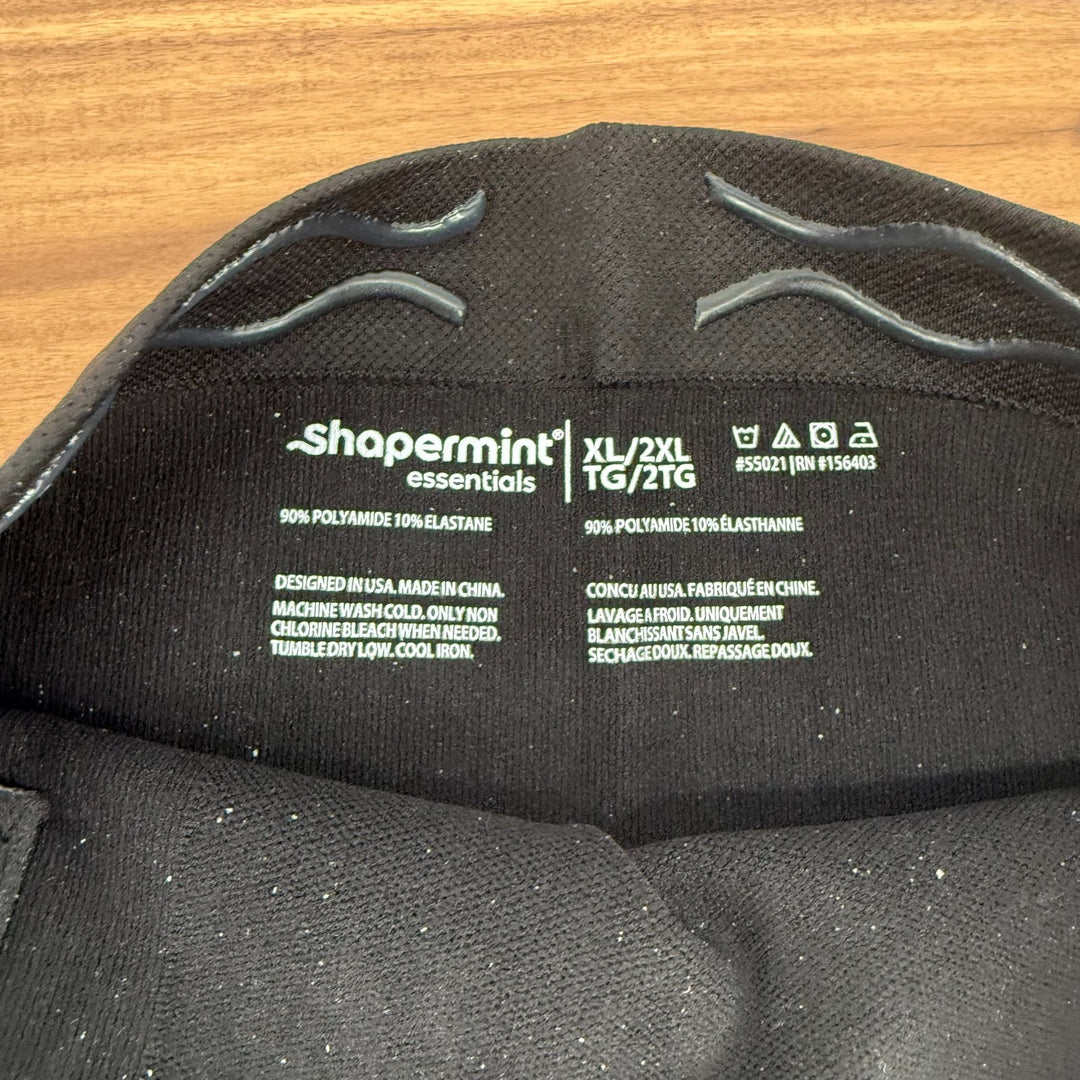 shapermint®
essentials
XL/2XL
TG/2TG
#55021 | RN #156403
90% POLYAMIDE 10% ELASTANE
DESIGNED IN USA. MADE IN CHINA.
MACHINE WASH COLD. ONLY NON
CHLORINE BLEACH WHEN NEEDED.
TUMBLE DRY LOW. COOL IRON.
90% POLYAMIDE 10% ÉLASTHANNE
CONCU AU USA. FABRIQUÉ EN CHINE.
LAVAGE A FROID. UNIQUEMENT
BLANCHISSANT SANS JAVEL.
SECHAGE DOUX. REPASSAGE DOUX.